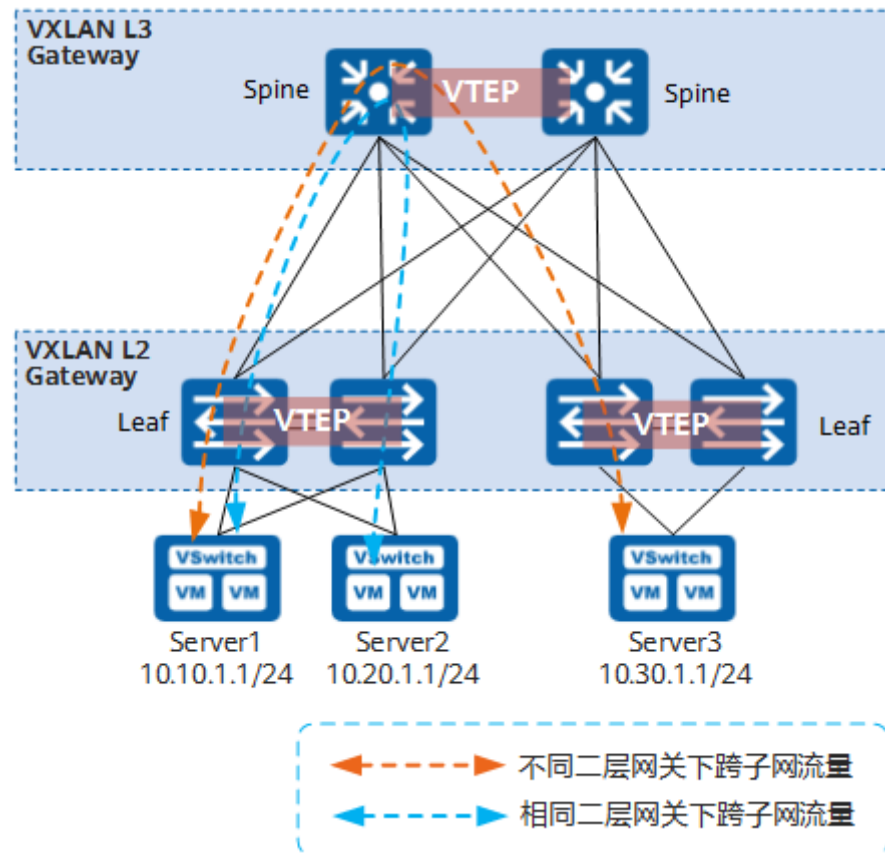 VXLAN L3
Gateway
Spine
VTEP
Spine
VXLAN L2
Gateway
Leaf
VTEP
VTEP
Leaf
VSwitch
VM VM
VSwitch
VM VM
VSwitch
VM VM
Server1
10.10.1.1/24
Server2
10.20.1.1/24
Server3
10.30.1.1/24
不同二层网关下跨子网流量
相同二层网关下跨子网流量